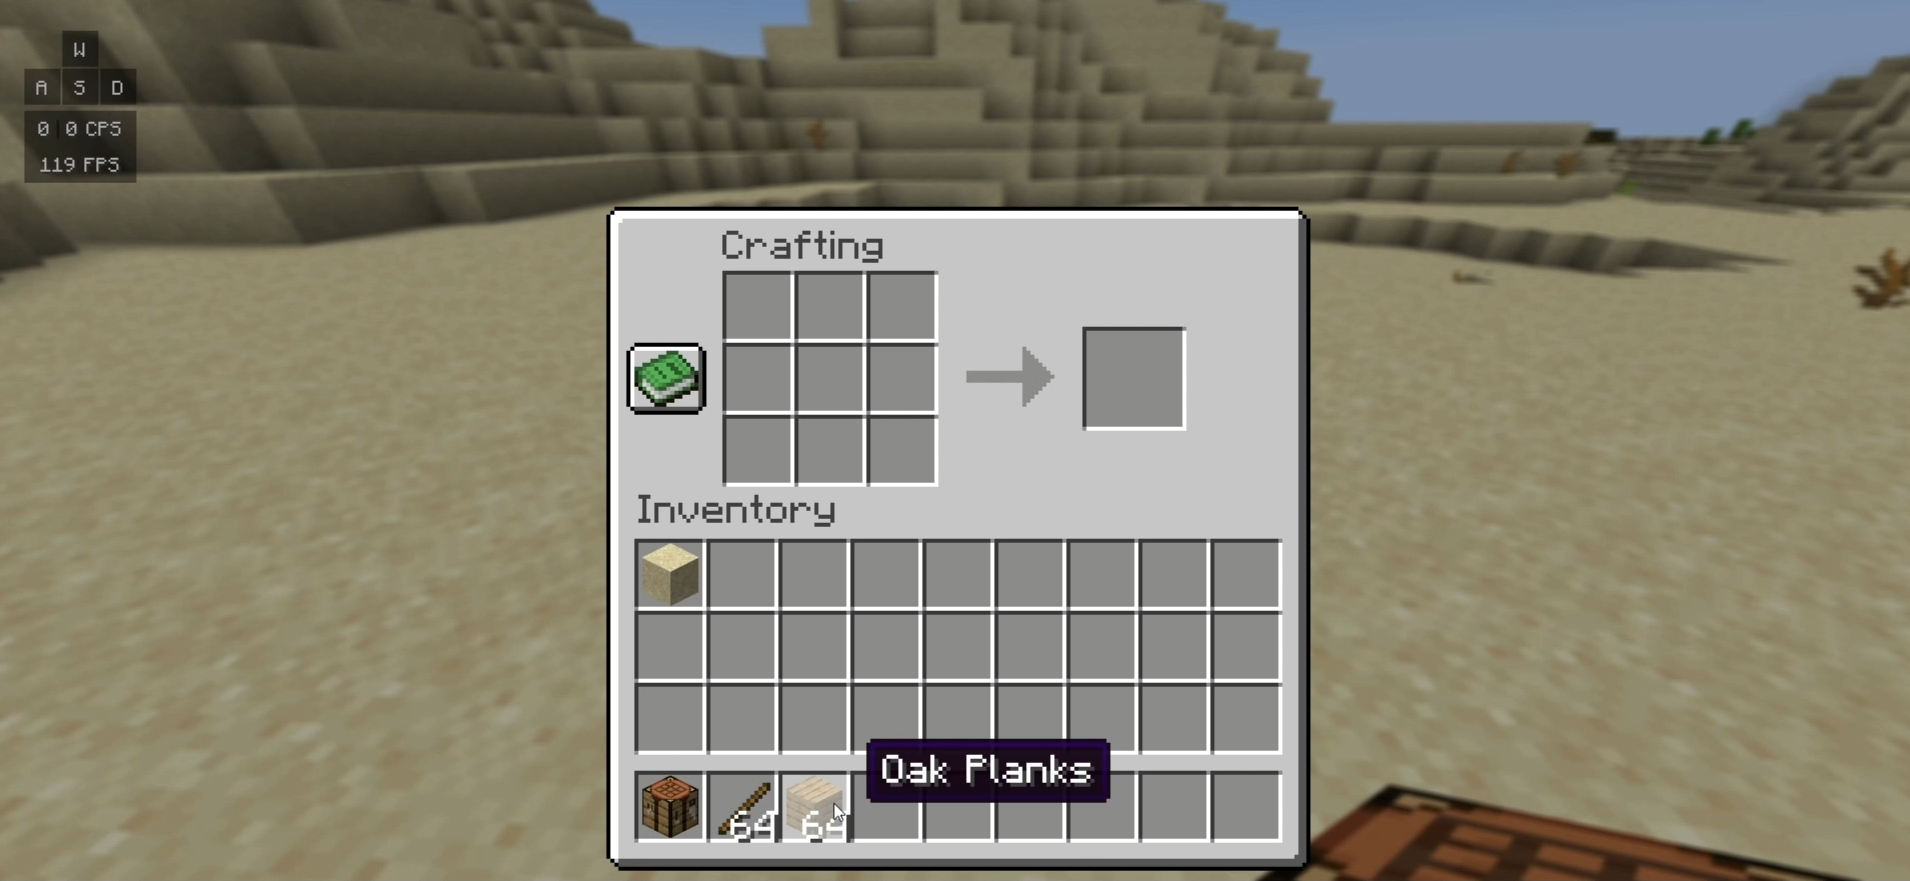 W
A S D
0 | 0 CPS
119 FPS
Crafting
Inventory
Oak Planks
64 64